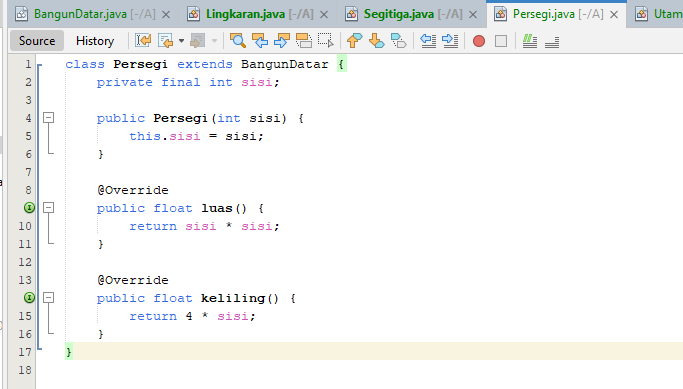 BangunDatar.java [-/A] Lingkaran.java [-/A] Segitiga.java [-/A] Persegi.java [-/A] Utam
Source History
1 class Persegi extends BangunDatar {
2 private final int sisi;
3
4 public Persegi(int sisi) {
5 this.sisi = sisi;
6 }
7
8 @Override
public float luas() {
10 return sisi * sisi;
11 }
12
13 @Override
public float keliling() {
15 return 4 * sisi;
16 }
17 }
18